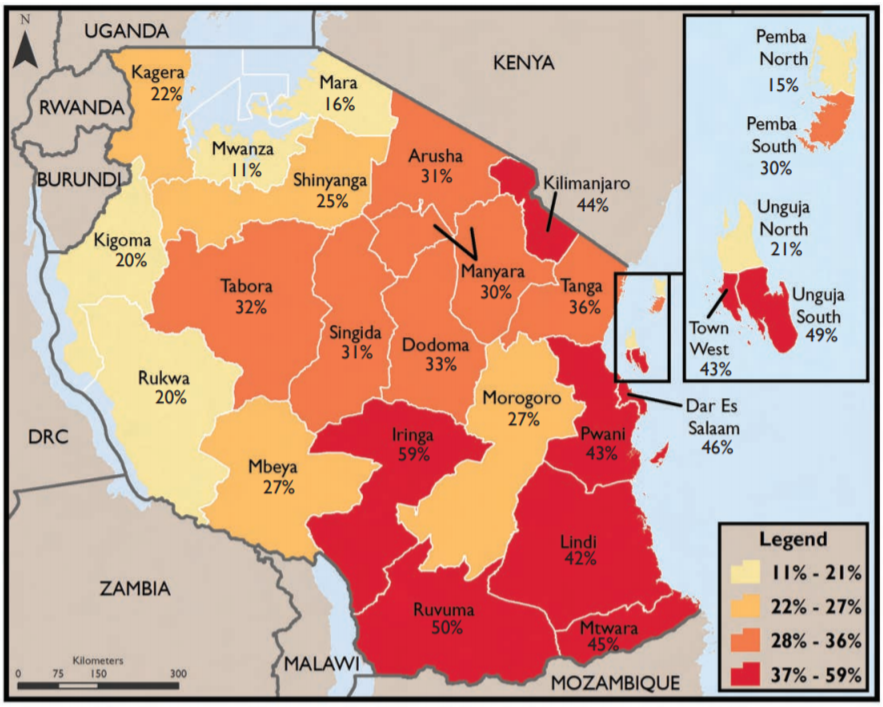 N
UGANDA
KENYA
RWANDA
BURUNDI
DRC
ZAMBIA
MALAWI
MOZAMBIQUE
Kagera
22%
Mara
16%
Mwanza
11%
Shinyanga
25%
Arusha
31%
Kilimanjaro
44%
Kigoma
20%
Tabora
32%
Manyara
30%
Tanga
36%
Singida
31%
Dodoma
33%
Rukwa
20%
Morogoro
27%
Dar Es
Salaam
46%
Pwani
43%
Iringa
59%
Mbeya
27%
Lindi
42%
Ruvuma
50%
Mtwara
45%
Pemba
North
15%
Pemba
South
30%
Unguja
North
21%
Unguja
South
49%
Town
West
43%
Legend
11% - 21%
22% - 27%
28% - 36%
37% - 59%
Kilometers
0 75 150 300